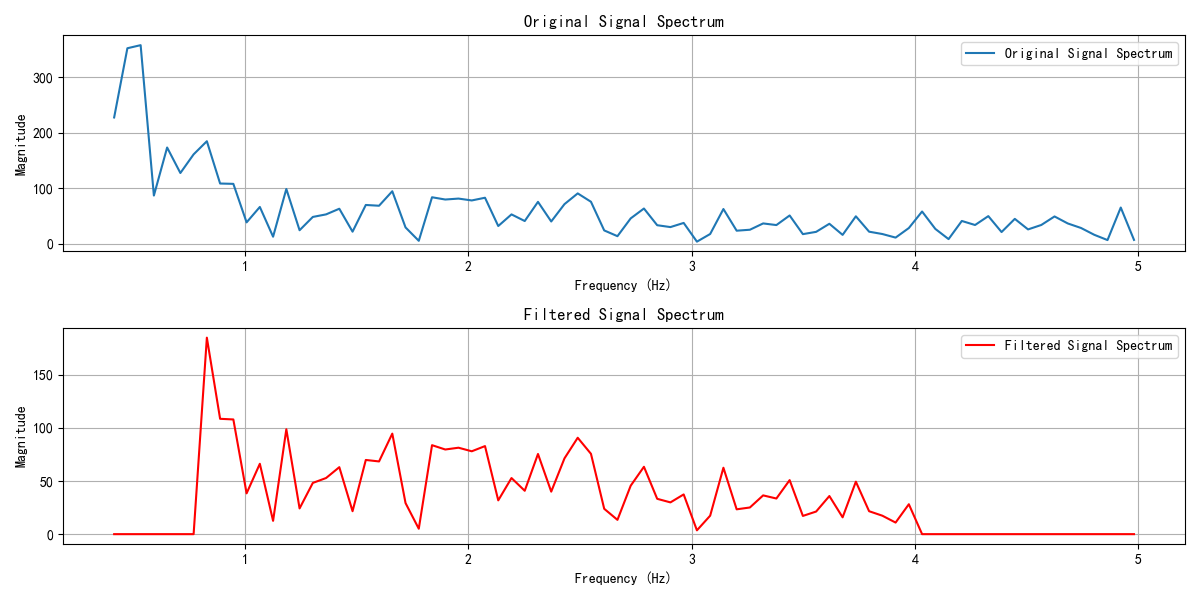 Original Signal Spectrum
Original Signal Spectrum
300
200
100
0
Magnitude
1 2 3 4 5
Frequency (Hz)
Filtered Signal Spectrum
Filtered Signal Spectrum
150
100
50
0
Magnitude
1 2 3 4 5
Frequency (Hz)